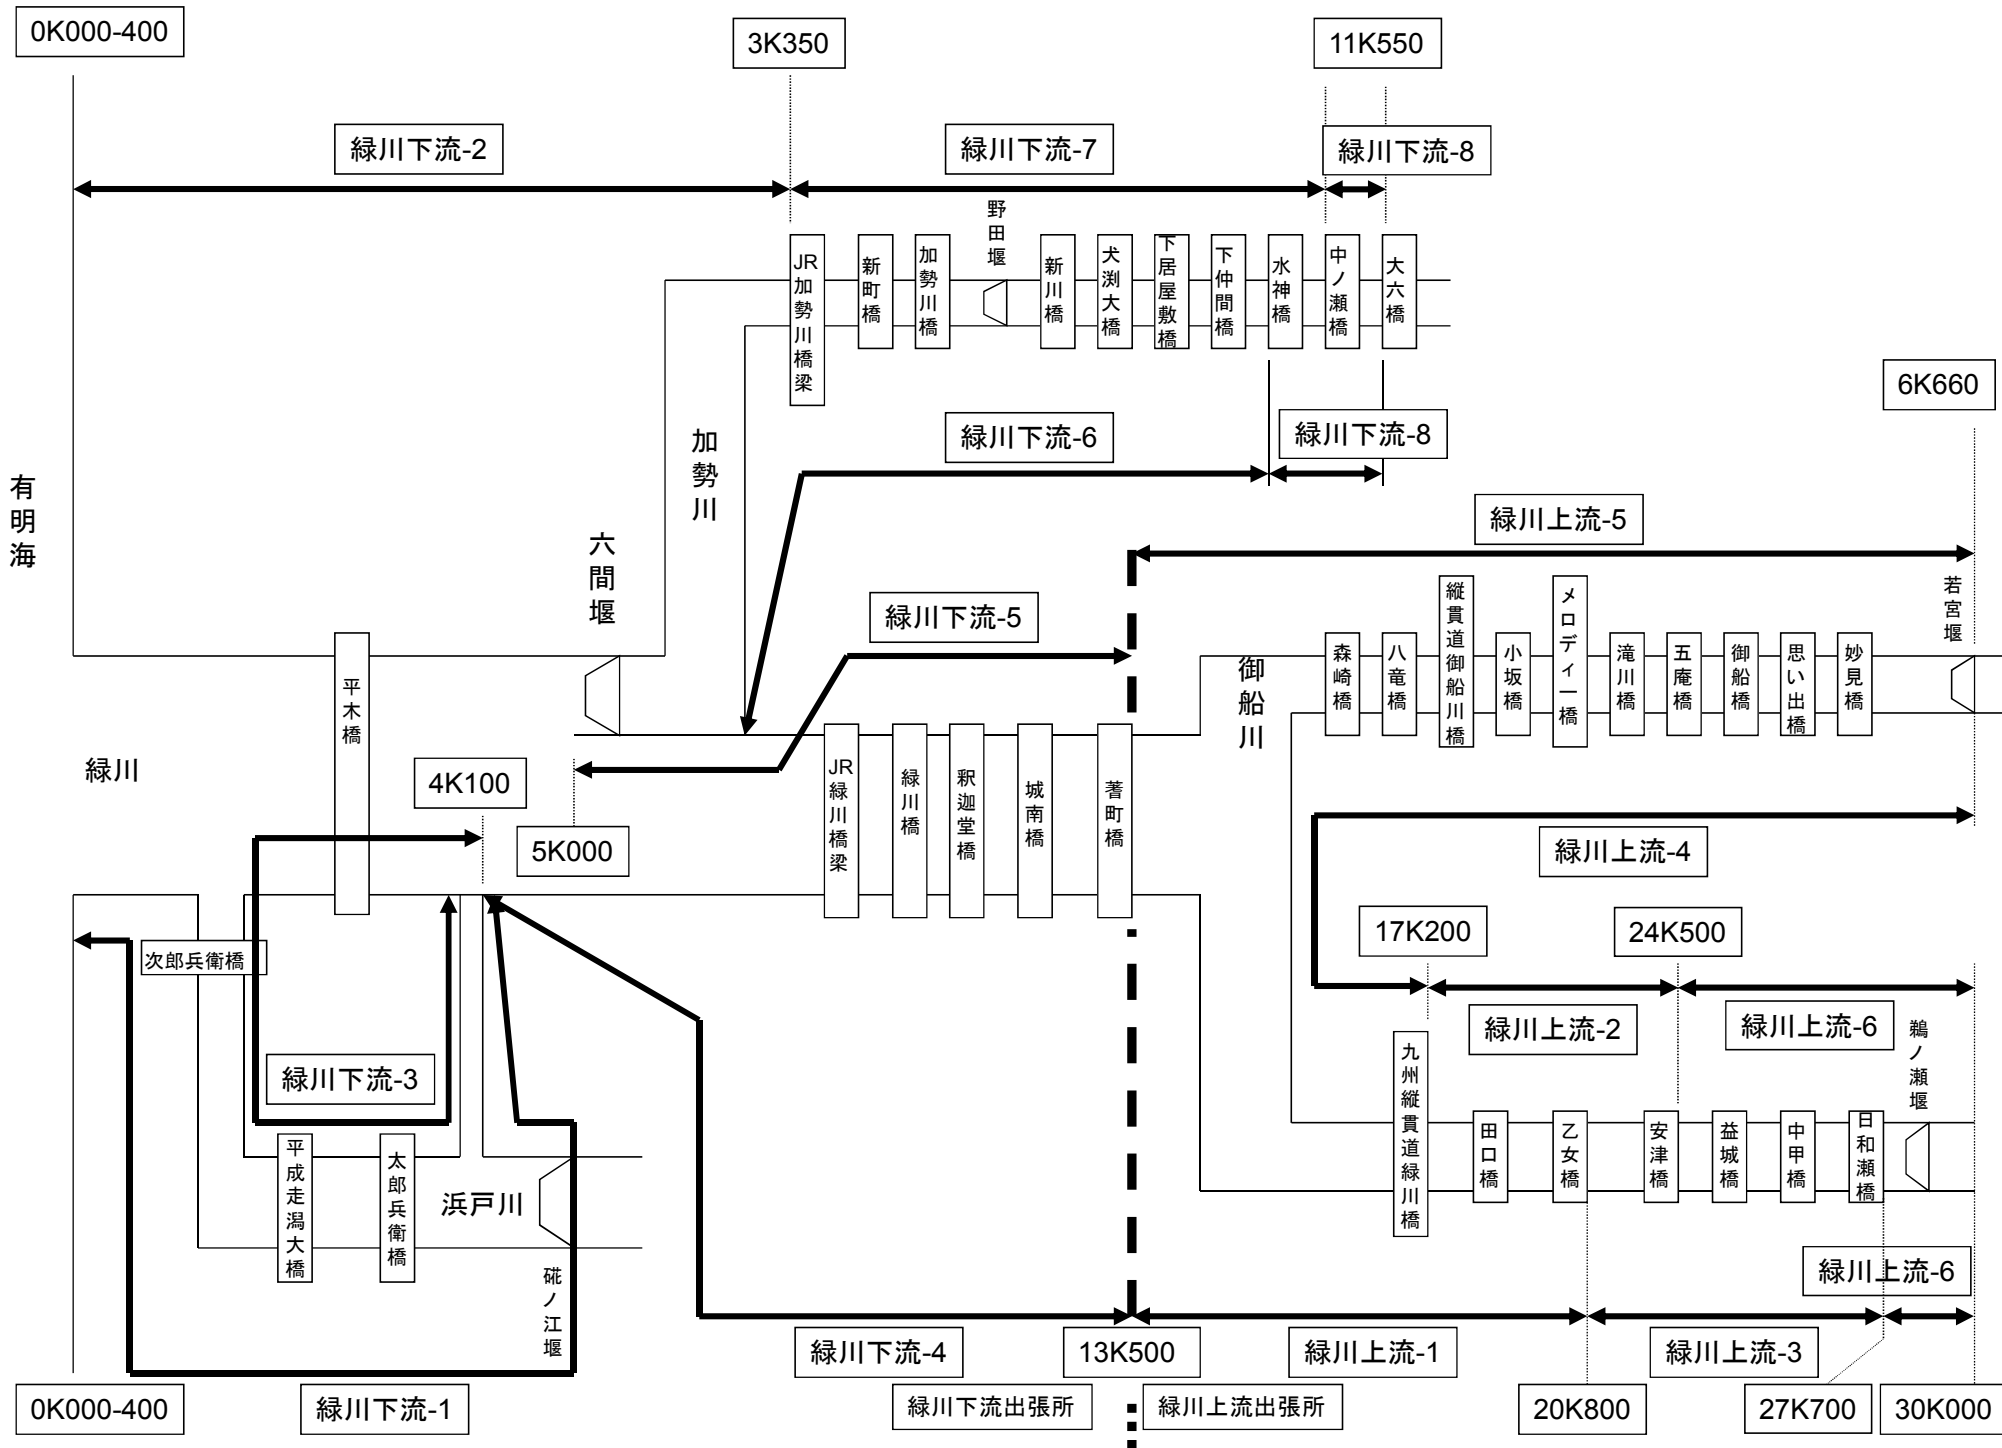 0K000-400
3K350
11K550
緑川下流-2
緑川下流-7
緑川下流-8
野田堰
JR加勢川橋梁
新町橋
加勢川橋
新川橋
犬渕大橋
下居屋敷橋
下仲間橋
水神橋
中ノ瀬橋
大六橋
6K660
緑川下流-6
緑川下流-8
加勢川
有明海
緑川上流-5
六間堰
緑川下流-5
若宮堰
御船川
森崎橋
八竜橋
縦貫道御船川橋
小坂橋
メロディー橋
滝川橋
五庵橋
御船橋
思い出橋
妙見橋
平木橋
緑川
4K100
5K000
JR緑川橋梁
緑川橋
釈迦堂橋
城南橋
蓍町橋
緑川上流-4
17K200
24K500
次郎兵衛橋
緑川上流-2
緑川上流-6
鵜ノ瀬堰
緑川下流-3
九州縦貫道緑川橋
田口橋
乙女橋
安津橋
益城橋
中甲橋
日和瀬橋
平成走潟大橋
太郎兵衛橋
浜戸川
硴ノ江堰
緑川上流-6
緑川下流-4
13K500
緑川上流-1
緑川上流-3
0K000-400
緑川下流-1
緑川下流出張所
緑川上流出張所
20K800
27K700
30K000